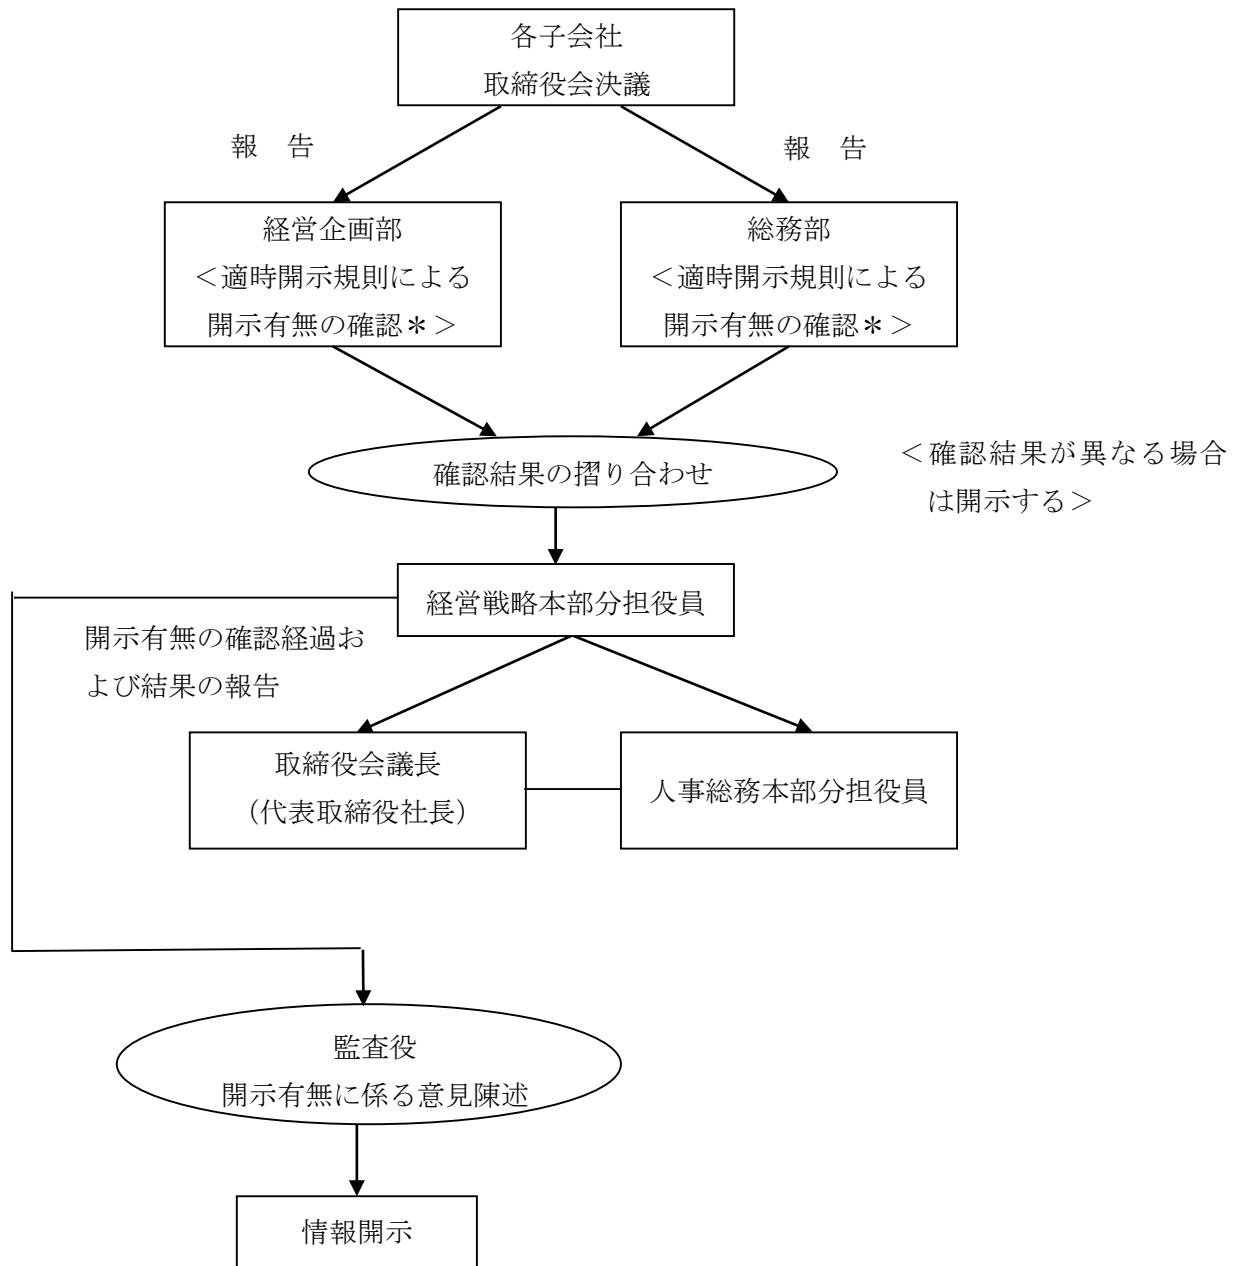 各子会社
取締役会決議
報　告
報　告
経営企画部
＜適時開示規則による
開示有無の確認＊＞
総務部
＜適時開示規則による
開示有無の確認＊＞
確認結果の摺り合わせ
＜確認結果が異なる場合
は開示する＞
経営戦略本部分担役員
開示有無の確認経過お
よび結果の報告
取締役会議長
（代表取締役社長）
人事総務本部分担役員
監査役
開示有無に係る意見陳述
情報開示